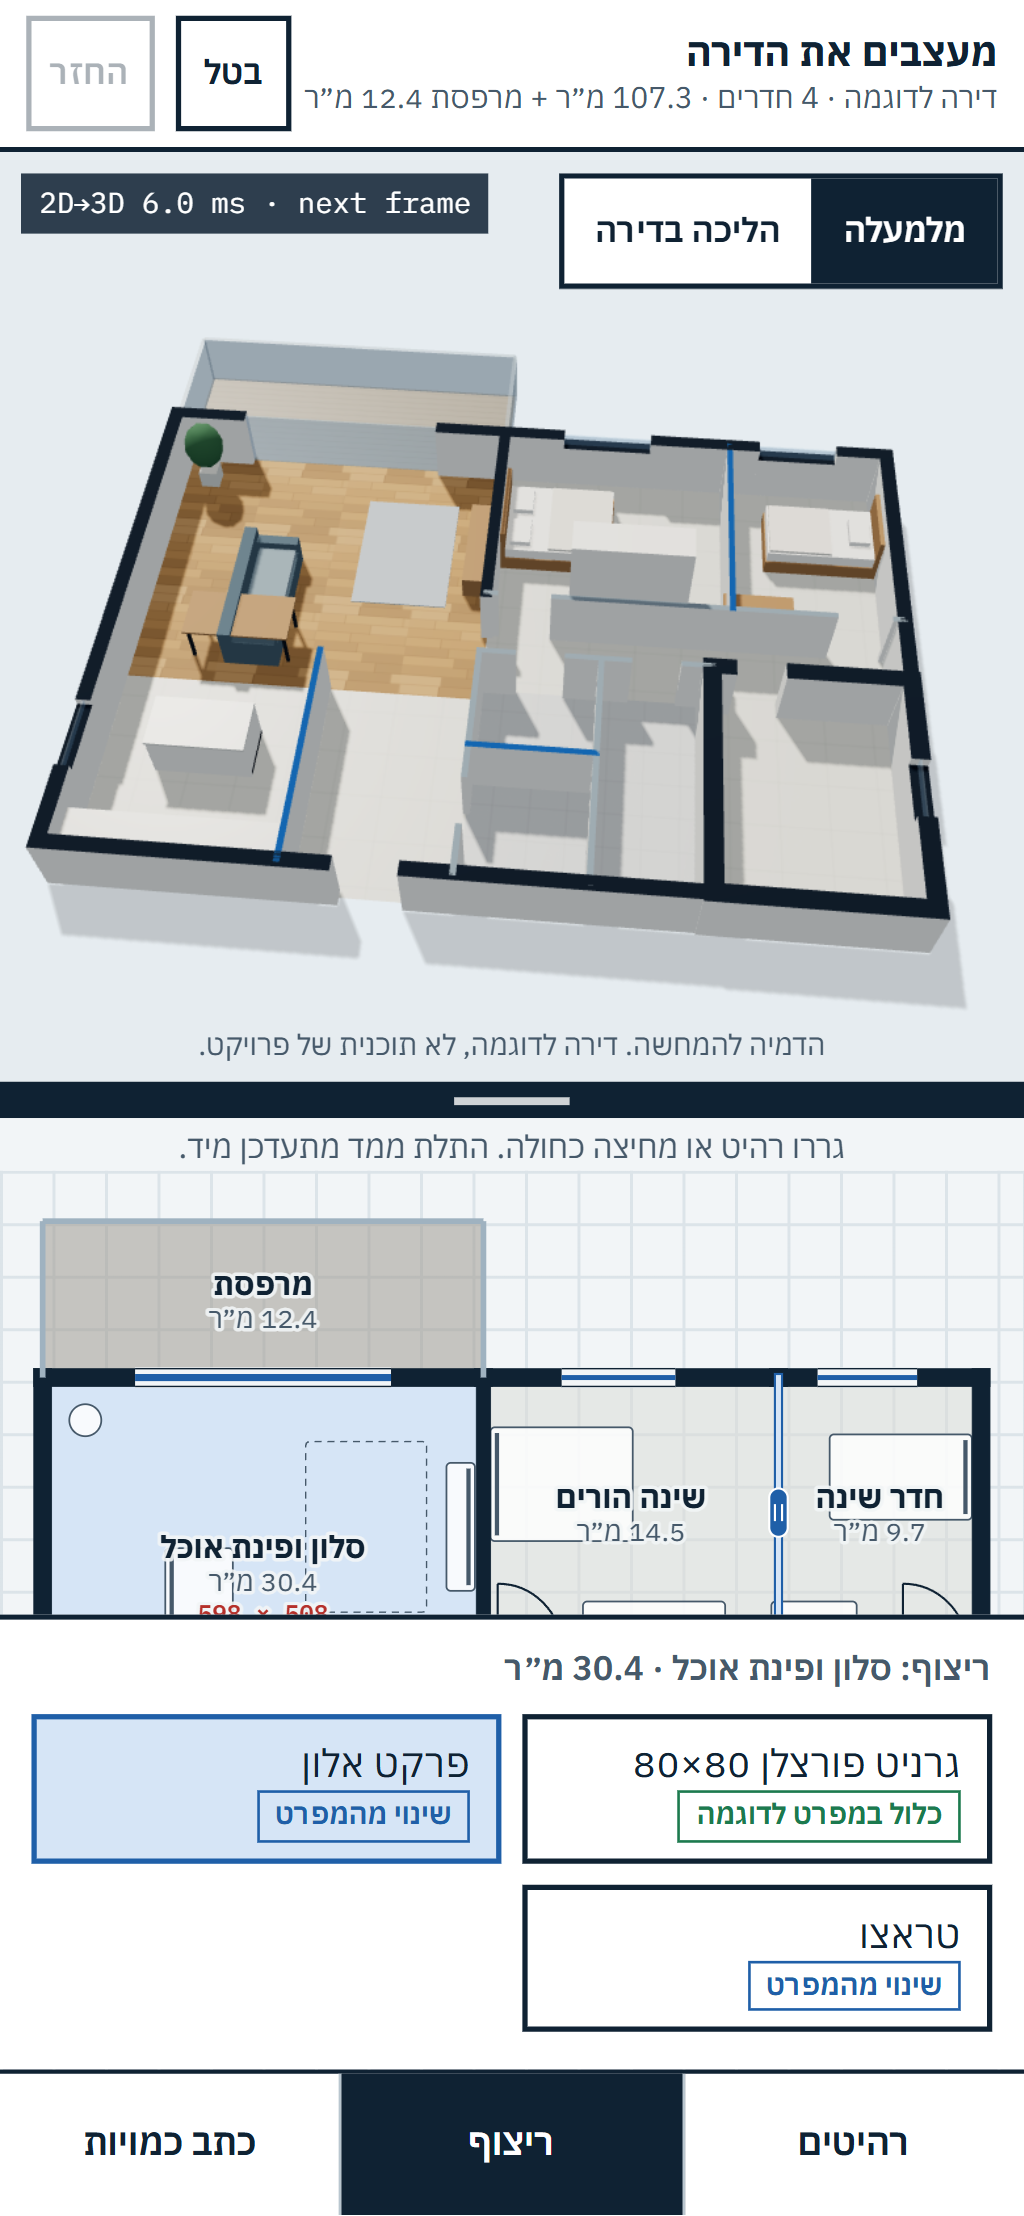 מעצבים את הדירה
דירה לדוגמה · 4 חדרים · 107.3 מ״ר + מרפסת 12.4 מ״ר
בטל
החזר
2D→3D 6.0 ms · next frame
מלמעלה
הליכה בדירה
הדמיה להמחשה. דירה לדוגמה, לא תוכנית של פרויקט.
גררו רהיט או מחיצה כחולה. התלת ממד מתעדכן מיד.
מרפסת
12.4 מ״ר
חדר שינה
9.7 מ״ר
שינה הורים
14.5 מ״ר
סלון ופינת אוכל
30.4 מ״ר
598 × 508
ריצוף: סלון ופינת אוכל · 30.4 מ״ר
גרניט פורצלן 80×80
כלול במפרט לדוגמה
פרקט אלון
שינוי מהמפרט
טראצו
שינוי מהמפרט
רהיטים
ריצוף
כתב כמויות